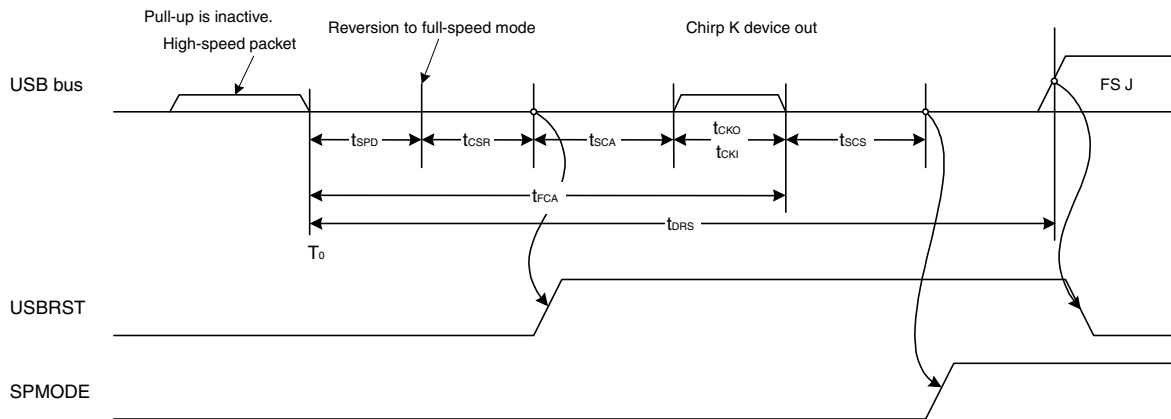 Pull-up is inactive.
High-speed packet
Reversion to full-speed mode
Chirp K device out
USB bus
FS J
tSPD
tCSR
tSCA
tCKO
tCKI
tSCS
tFCA
tDRS
T0
USBRST
SPMODE